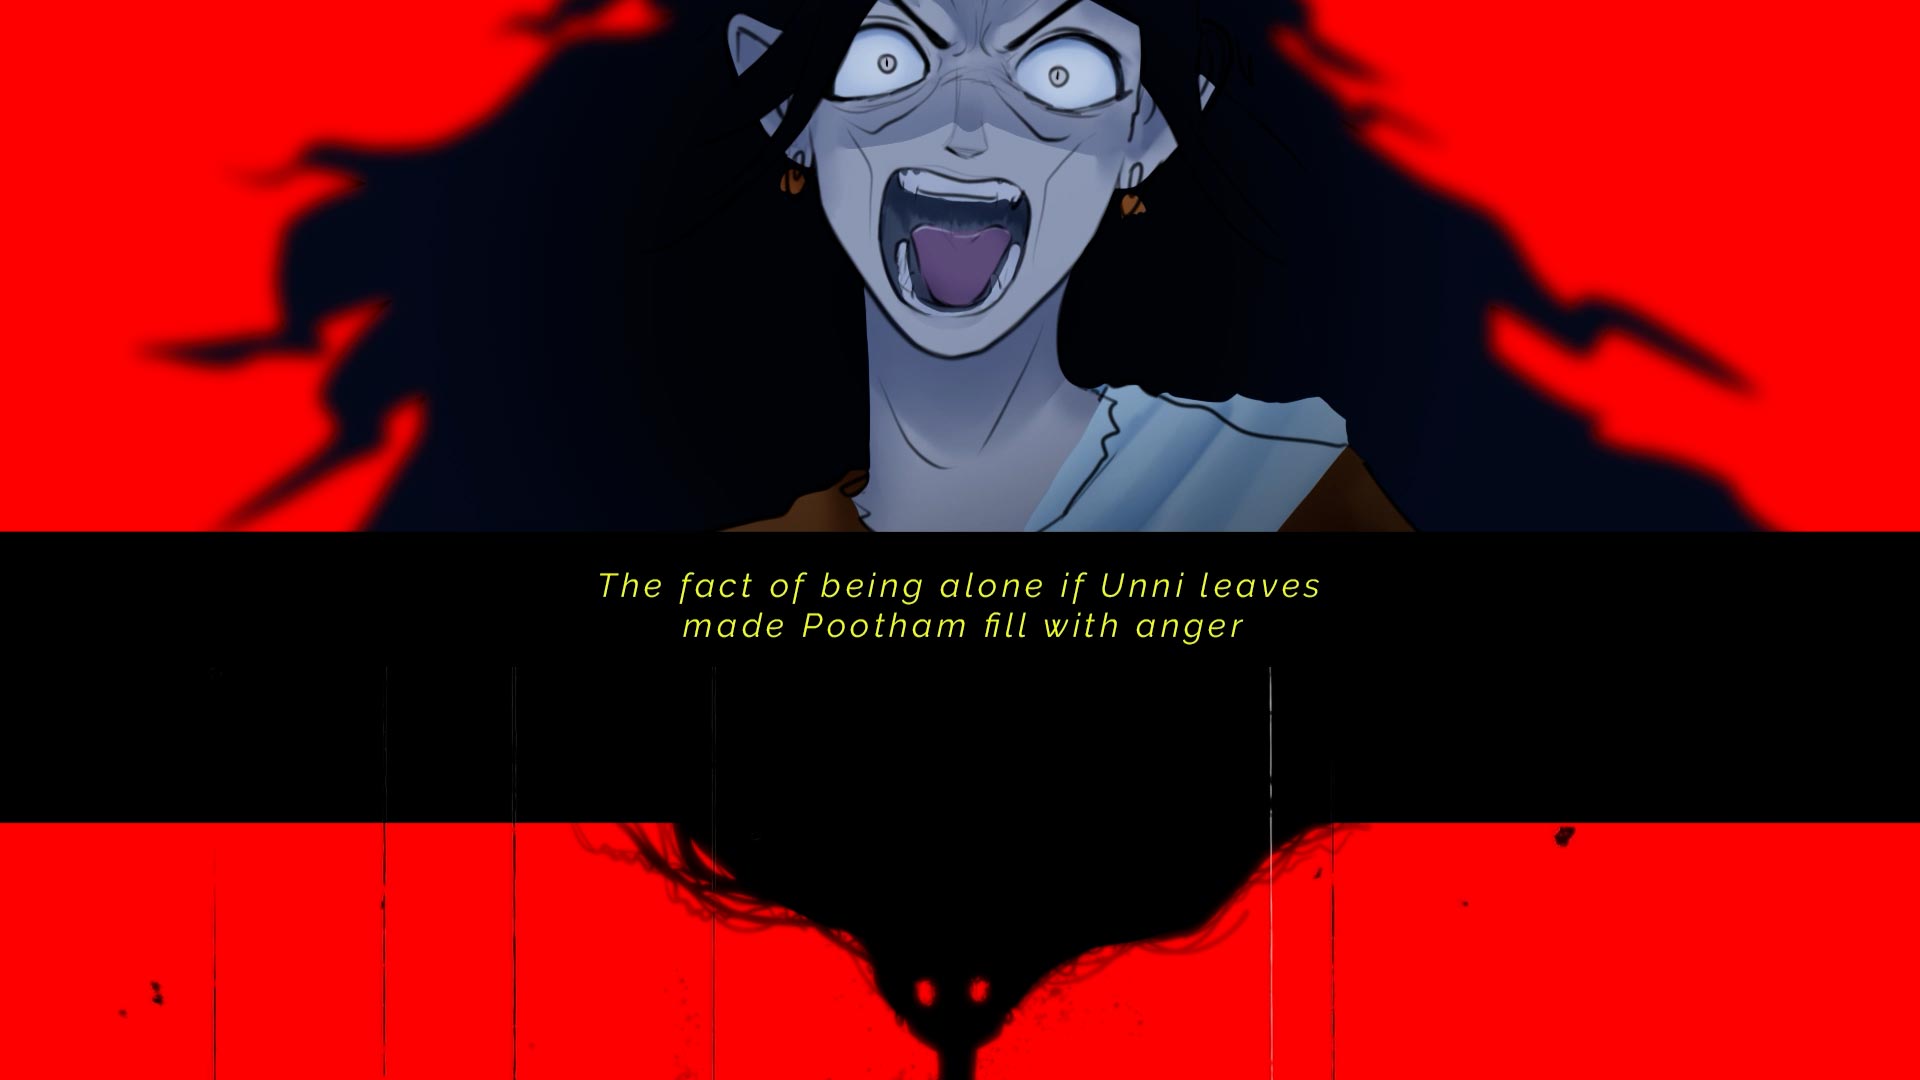 The fact of being alone if Unni leaves
made Pootham fill with anger